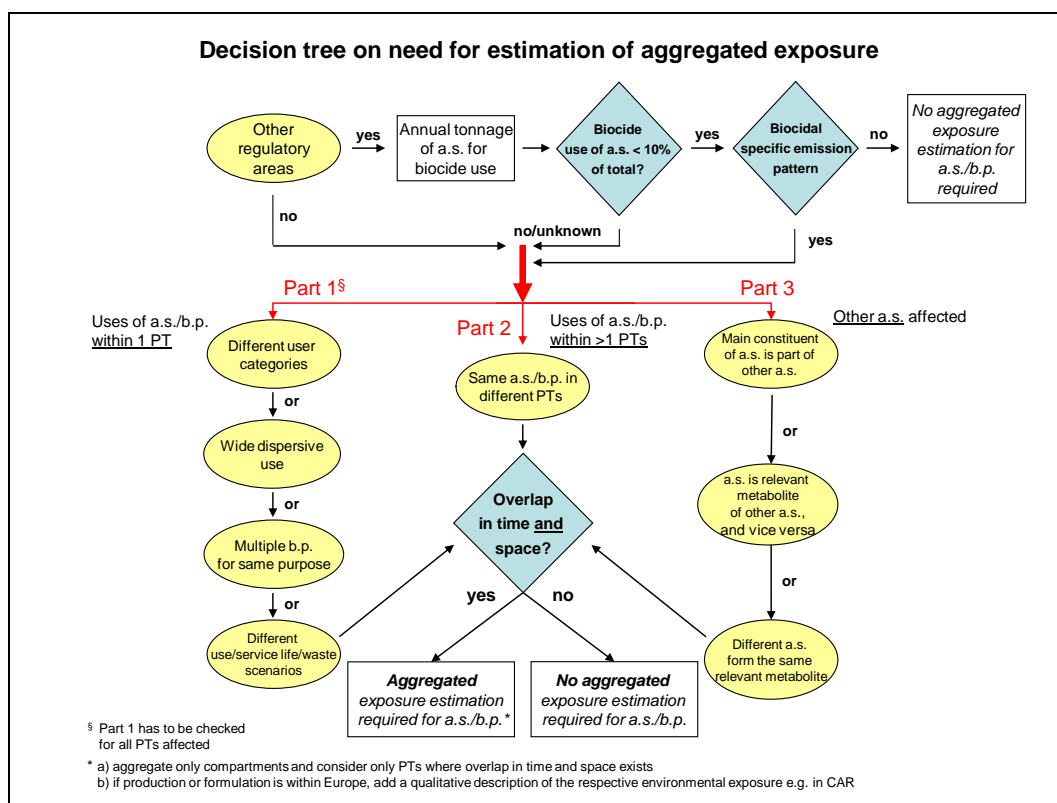 Decision tree on need for estimation of aggregated exposure
Other
regulatory
areas
yes
Annual tonnage
of a.s. for
biocide use
Biocide
use of a.s. < 10%
of total?
yes
Biocidal
specific emission
pattern
no
No aggregated
exposure
estimation for
a.s./b.p.
required
no
no/unknown
yes
Part 1§
Part 2
Part 3
Uses of a.s./b.p.
within 1 PT
Uses of a.s./b.p.
within >1 PTs
Other a.s. affected
Different user
categories
or
Wide dispersive
use
or
Multiple b.p.
for same purpose
or
Different
use/service life/waste
scenarios
Same a.s./b.p. in
different PTs
Overlap
in time and
space?
yes
no
Main constituent
of a.s. is part of
other a.s.
or
a.s. is relevant
metabolite
of other a.s.,
and vice versa
or
Different a.s.
form the same
relevant metabolite
Aggregated
exposure estimation
required for a.s./b.p.*
No aggregated
exposure estimation
required for a.s./b.p.
§ Part 1 has to be checked
for all PTs affected
* a) aggregate only compartments and consider only PTs where overlap in time and space exists
b) if production or formulation is within Europe, add a qualitative description of the respective environmental exposure e.g. in CAR